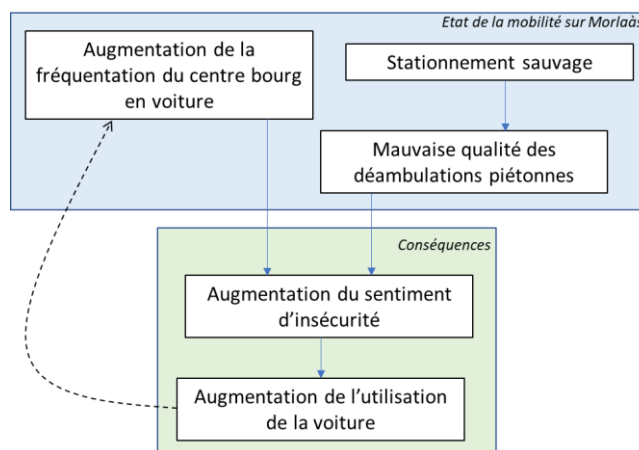 Etat de la mobilité sur Morlaàs
Augmentation de la
fréquentation du centre bourg
en voiture
Stationnement sauvage
Mauvaise qualité des
déambulations piétonnes
Conséquences
Augmentation du sentiment
d'insécurité
Augmentation de l'utilisation
de la voiture